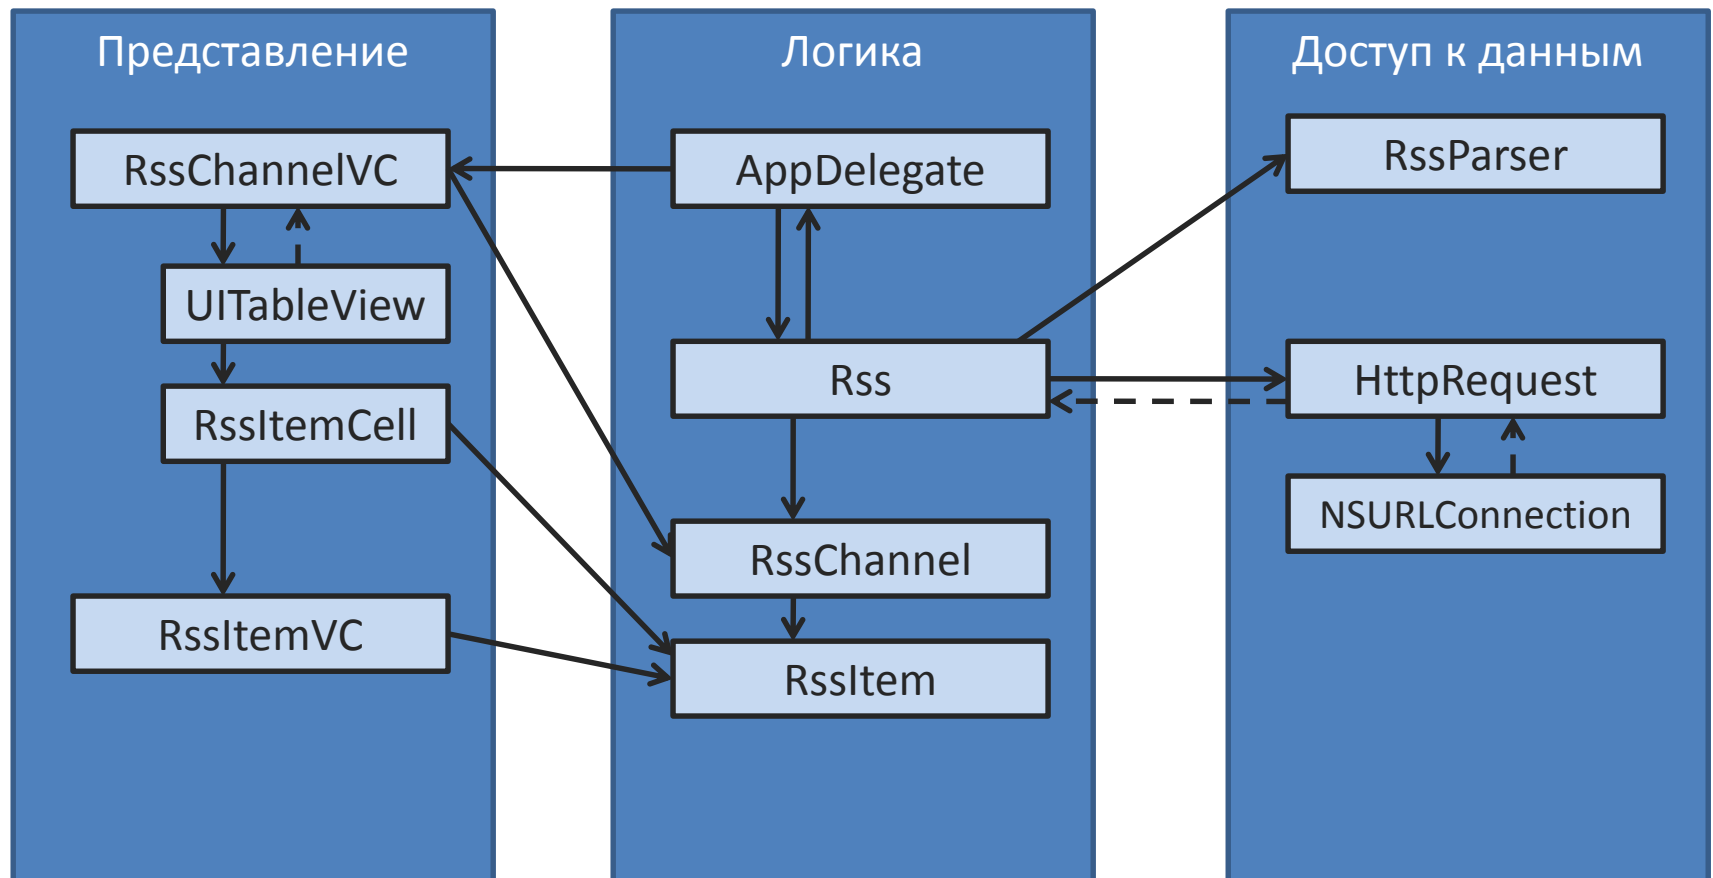 Представление
RssChannelVC
UITableView
RssItemCell
RssItemVC
Логика
AppDelegate
Rss
RssChannel
RssItem
Доступ к данным
RssParser
HttpRequest
NSURLConnection